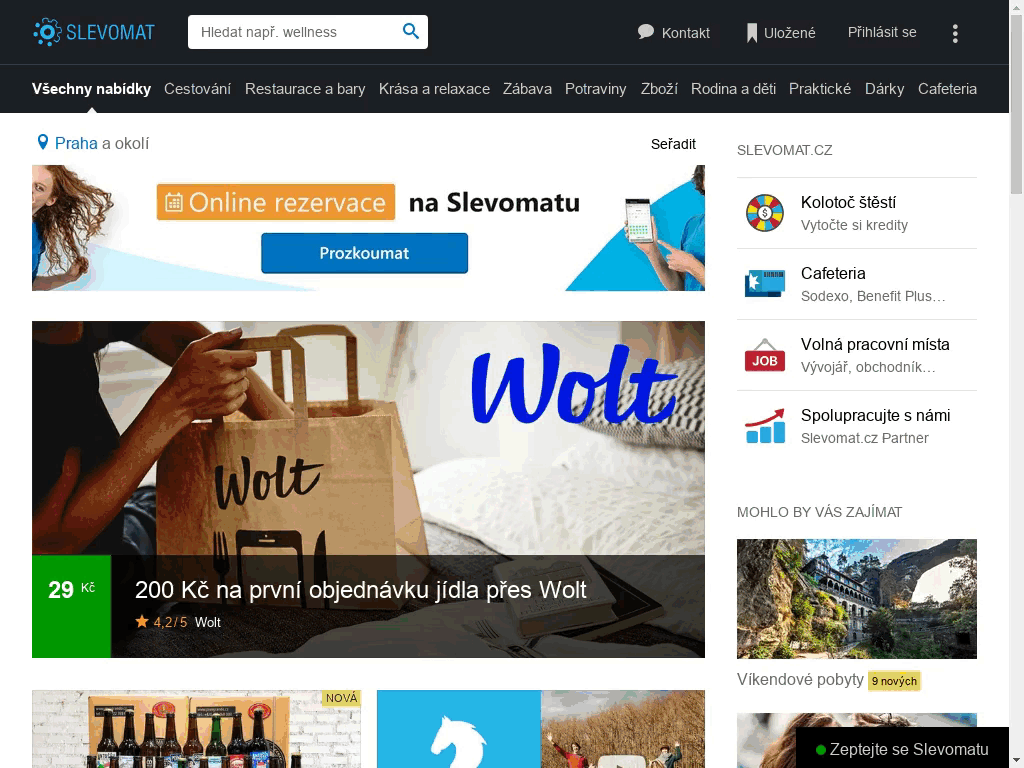 SLEVOMAT
Hledat např. wellness
Kontakt
Uložené
Přihlásit se
Všechny nabídky
Cestování
Restaurace a bary
Krása a relaxace
Zábava
Potraviny
Zboží
Rodina a děti
Praktické
Dárky
Cafeteria
Praha a okolí
Seřadit
Online rezervace na Slevomatu
Prozkoumat
Wolt
Wolt
29 Kč
200 Kč na první objednávku jídla přes Wolt
4,2 / 5 Wolt
NOVÁ
SLEVOMAT.CZ
$
Kolotoč štěstí
Vytočte si kredity
Cafeteria
Sodexo, Benefit Plus…
JOB
Volná pracovní místa
Vývojář, obchodník…
Spolupracujte s námi
Slevomat.cz Partner
MOHLO BY VÁS ZAJÍMAT
Víkendové pobyty 9 nových
Zeptejte se Slevomatu